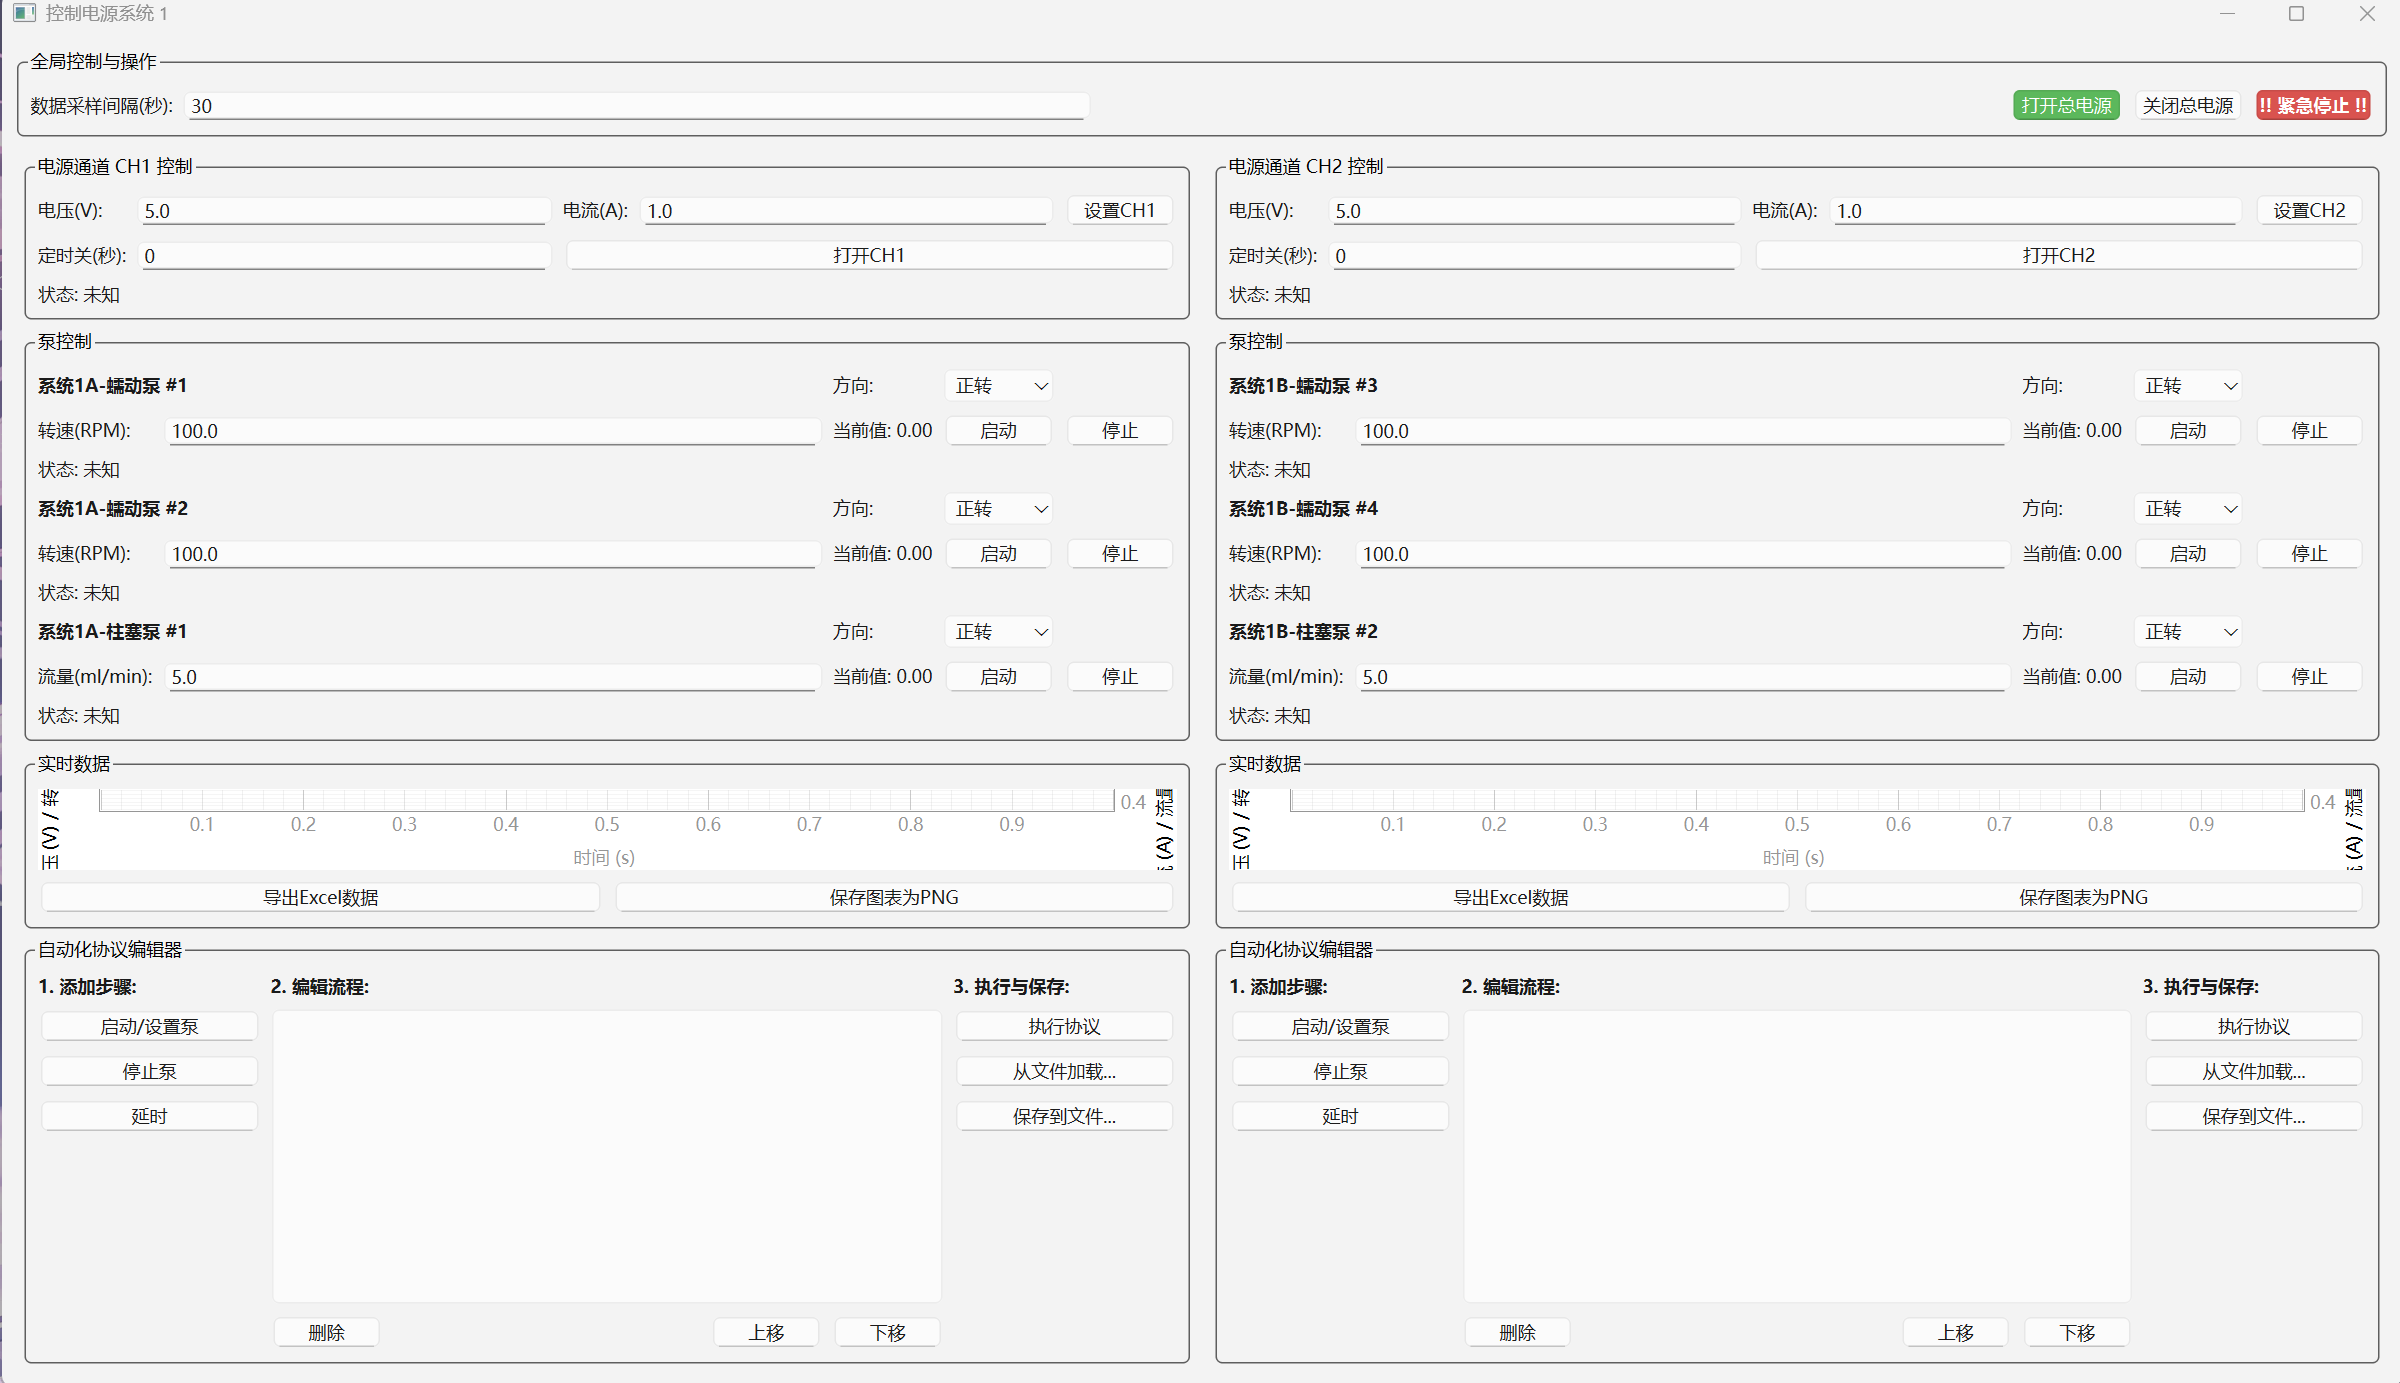 控制电源系统 1
全局控制与操作
数据采样间隔(秒): 30 打开总电源 关闭总电源 !! 紧急停止 !!
电源通道 CH1 控制
电压(V): 5.0 电流(A): 1.0 设置CH1
定时关(秒): 0 打开CH1
状态: 未知
泵控制
系统1A-蠕动泵 #1 方向: 正转
转速(RPM): 100.0 当前值: 0.00 启动 停止
状态: 未知
系统1A-蠕动泵 #2 方向: 正转
转速(RPM): 100.0 当前值: 0.00 启动 停止
状态: 未知
系统1A-柱塞泵 #1 方向: 正转
流量(ml/min): 5.0 当前值: 0.00 启动 停止
状态: 未知
实时数据
(V) / 转
0.4
(A) / 流
0.1 0.2 0.3 0.4 0.5 0.6 0.7 0.8 0.9
时间 (s)
导出Excel数据 保存图表为PNG
自动化协议编辑器
1. 添加步骤: 2. 编辑流程: 3. 执行与保存:
启动/设置泵 执行协议
停止泵 从文件加载...
延时 保存到文件...
删除 上移 下移
电源通道 CH2 控制
电压(V): 5.0 电流(A): 1.0 设置CH2
定时关(秒): 0 打开CH2
状态: 未知
泵控制
系统1B-蠕动泵 #3 方向: 正转
转速(RPM): 100.0 当前值: 0.00 启动 停止
状态: 未知
系统1B-蠕动泵 #4 方向: 正转
转速(RPM): 100.0 当前值: 0.00 启动 停止
状态: 未知
系统1B-柱塞泵 #2 方向: 正转
流量(ml/min): 5.0 当前值: 0.00 启动 停止
状态: 未知
实时数据
(V) / 转
0.4
(A) / 流
0.1 0.2 0.3 0.4 0.5 0.6 0.7 0.8 0.9
时间 (s)
导出Excel数据 保存图表为PNG
自动化协议编辑器
1. 添加步骤: 2. 编辑流程: 3. 执行与保存:
启动/设置泵 执行协议
停止泵 从文件加载...
延时 保存到文件...
删除 上移 下移